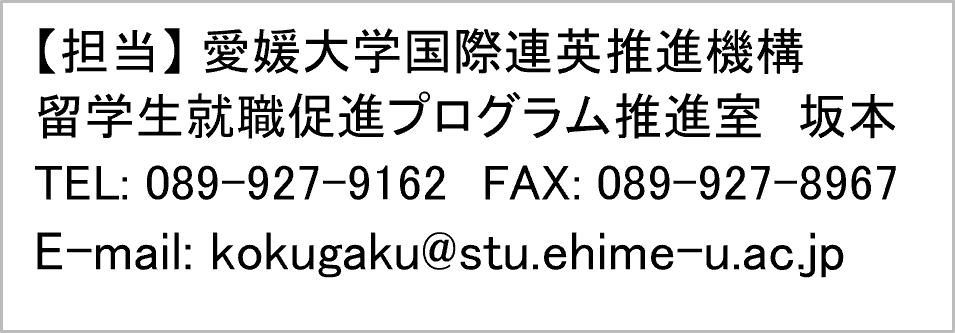 【担当】愛媛大学国際連英推進機構
留学生就職促進プログラム推進室　坂本
TEL: 089-927-9162　FAX: 089-927-8967
E-mail: kokugaku@stu.ehime-u.ac.jp